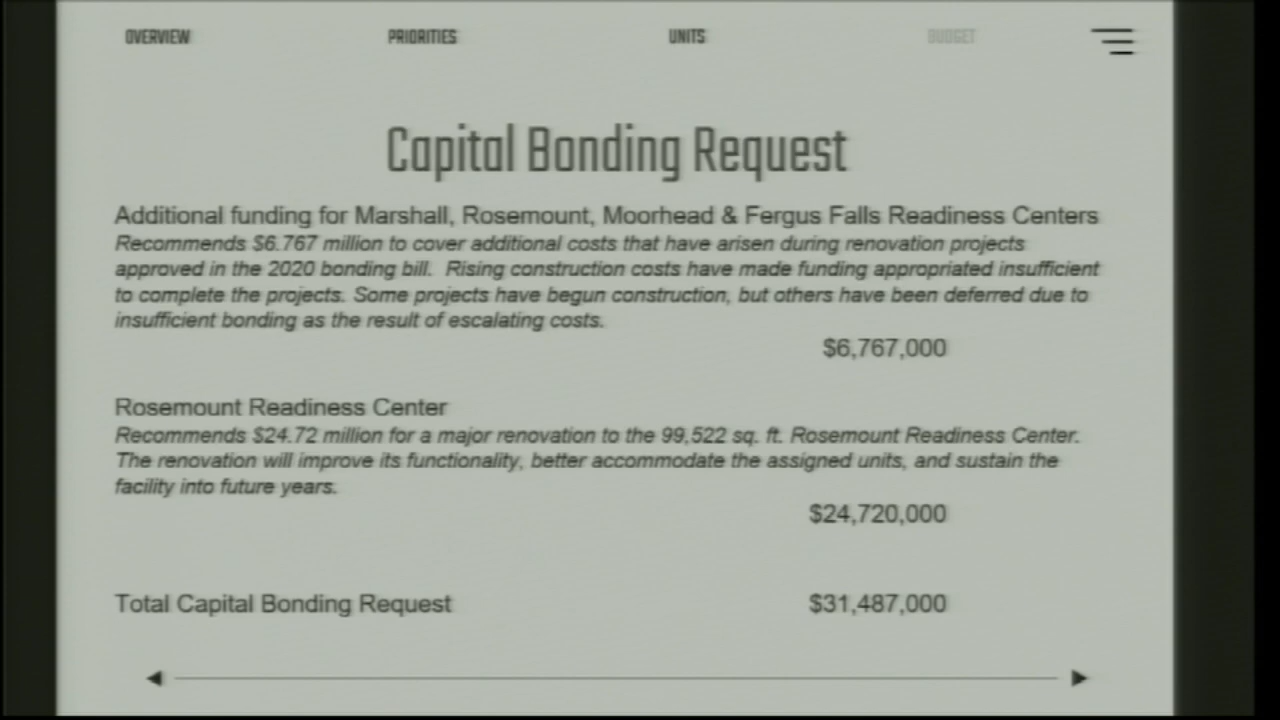 OVERVIEW PRIORITIES UNITS BUDGET
Capital Bonding Request
Additional funding for Marshall, Rosemount, Moorhead & Fergus Falls Readiness Centers
Recommends $6.767 million to cover additional costs that have arisen during renovation projects
approved in the 2020 bonding bill. Rising construction costs have made funding appropriated insufficient
to complete the projects. Some projects have begun construction, but others have been deferred due to
insufficient bonding as the result of escalating costs.
$6,767,000
Rosemount Readiness Center
Recommends $24.72 million for a major renovation to the 99,522 sq. ft. Rosemount Readiness Center.
The renovation will improve its functionality, better accommodate the assigned units, and sustain the
facility into future years.
$24,720,000
Total Capital Bonding Request $31,487,000